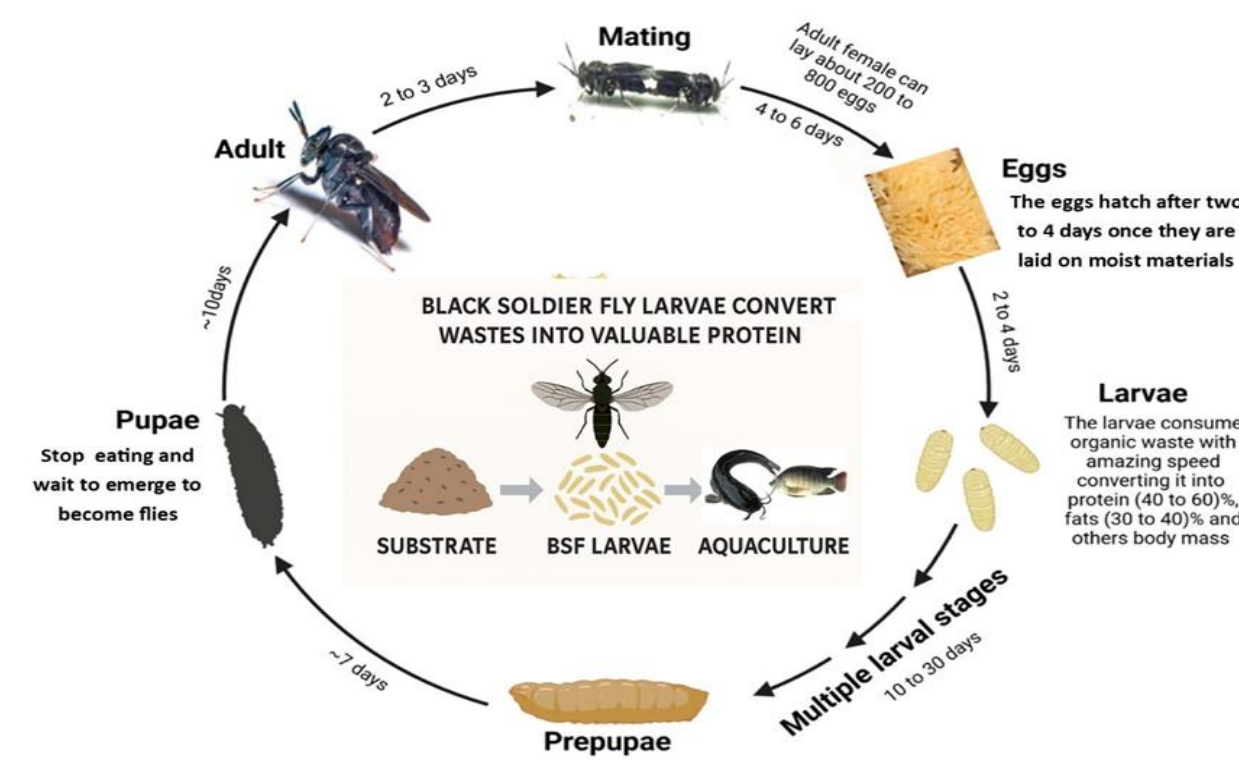 Mating
2 to 3 days
Adult female can
lay about 200 to
800 eggs
4 to 6 days
Adult
Eggs
The eggs hatch after two
to 4 days once they are
laid on moist materials
~10days
2 to 4 days
BLACK SOLDIER FLY LARVAE CONVERT
WASTES INTO VALUABLE PROTEIN
SUBSTRATE
BSF LARVAE
AQUACULTURE
Larvae
The larvae consume
organic waste with
amazing speed
converting it into
protein (40 to 60)%,
fats (30 to 40)% and
others body mass
Pupae
Stop eating and
wait to emerge to
become flies
Multiple larval stages
10 to 30 days
~7 days
Prepupae